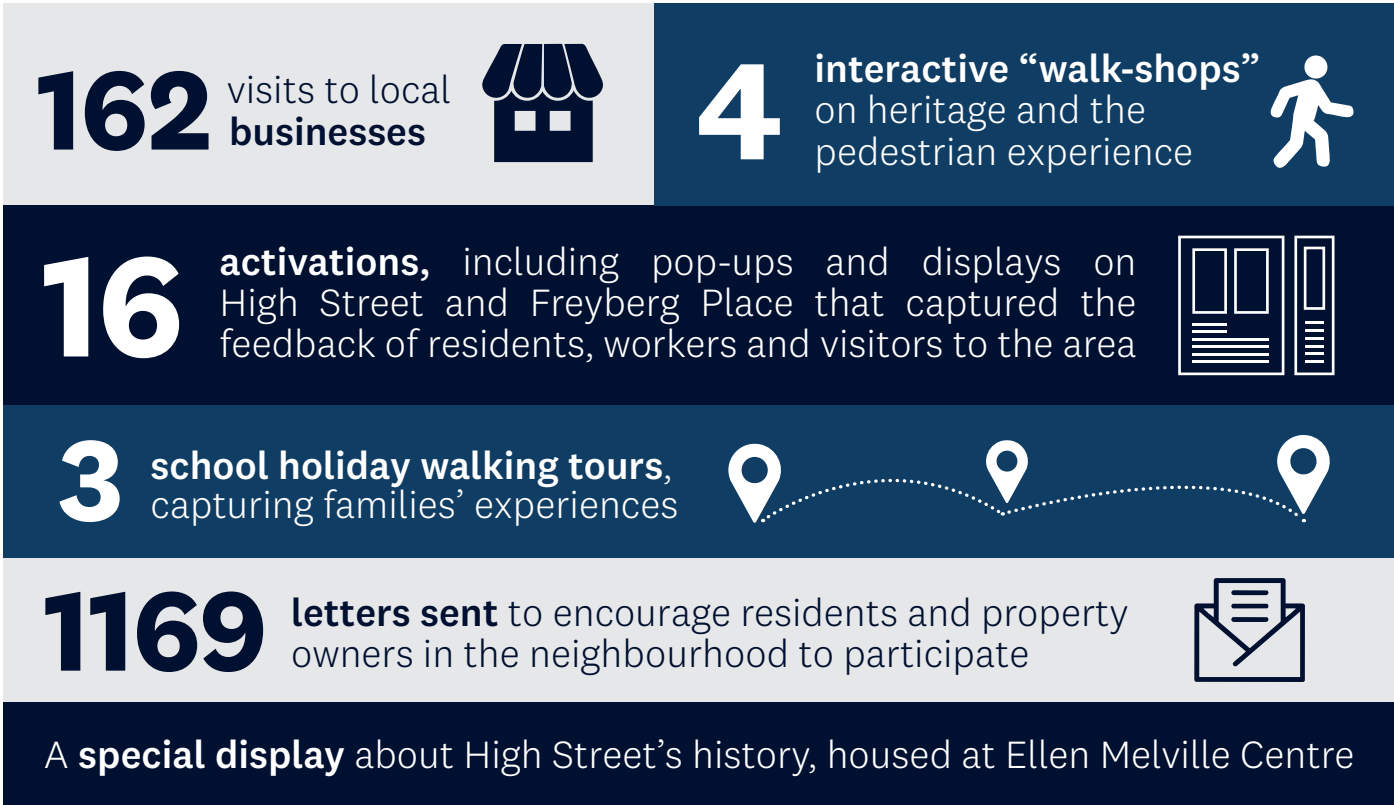 162 visits to local
businesses
4 interactive “walk-shops”
on heritage and the
pedestrian experience
16 activations, including pop-ups and displays on
High Street and Freyberg Place that captured the
feedback of residents, workers and visitors to the area
3 school holiday walking tours,
capturing families’ experiences
1169 letters sent to encourage residents and property
owners in the neighbourhood to participate
A special display about High Street’s history, housed at Ellen Melville Centre